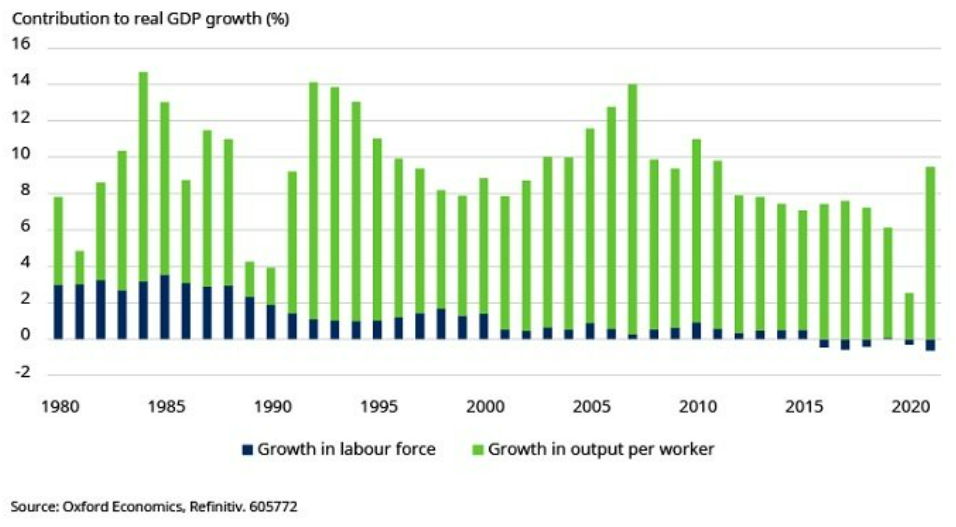 Contribution to real GDP growth (%)
16
14
12
10
8
6
4
2
0
-2
1980 1985 1990 1995 2000 2005 2010 2015 2020
Growth in labour force Growth in output per worker
Source: Oxford Economics, Refinitiv. 605772